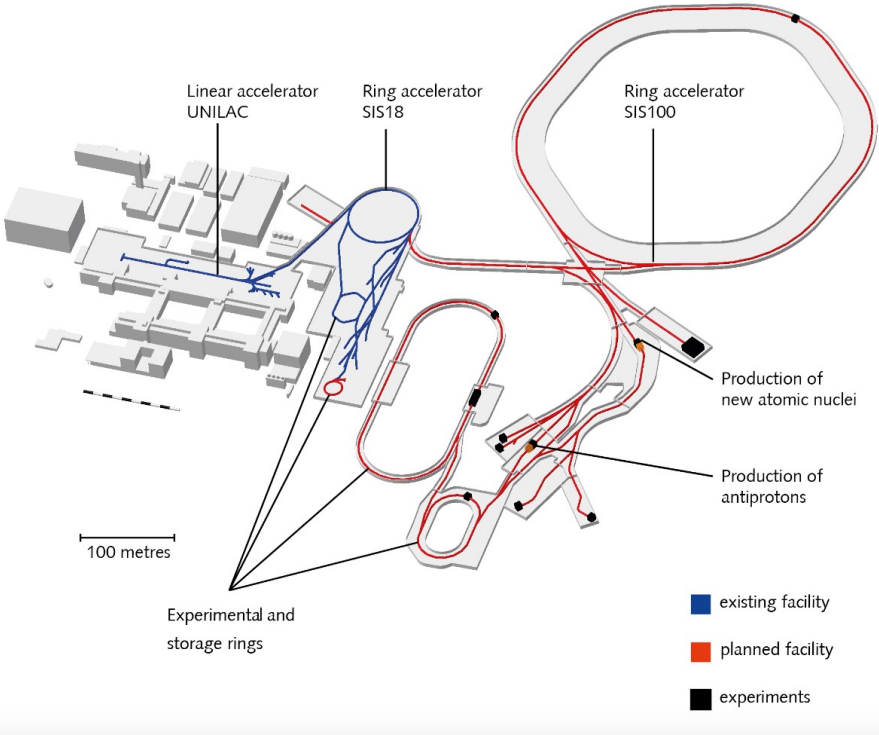 Linear accelerator
UNILAC
Ring accelerator
SIS18
Ring accelerator
SIS100
Production of
new atomic nuclei
Production of
antiprotons
100 metres
Experimental and
storage rings
existing facility
planned facility
experiments